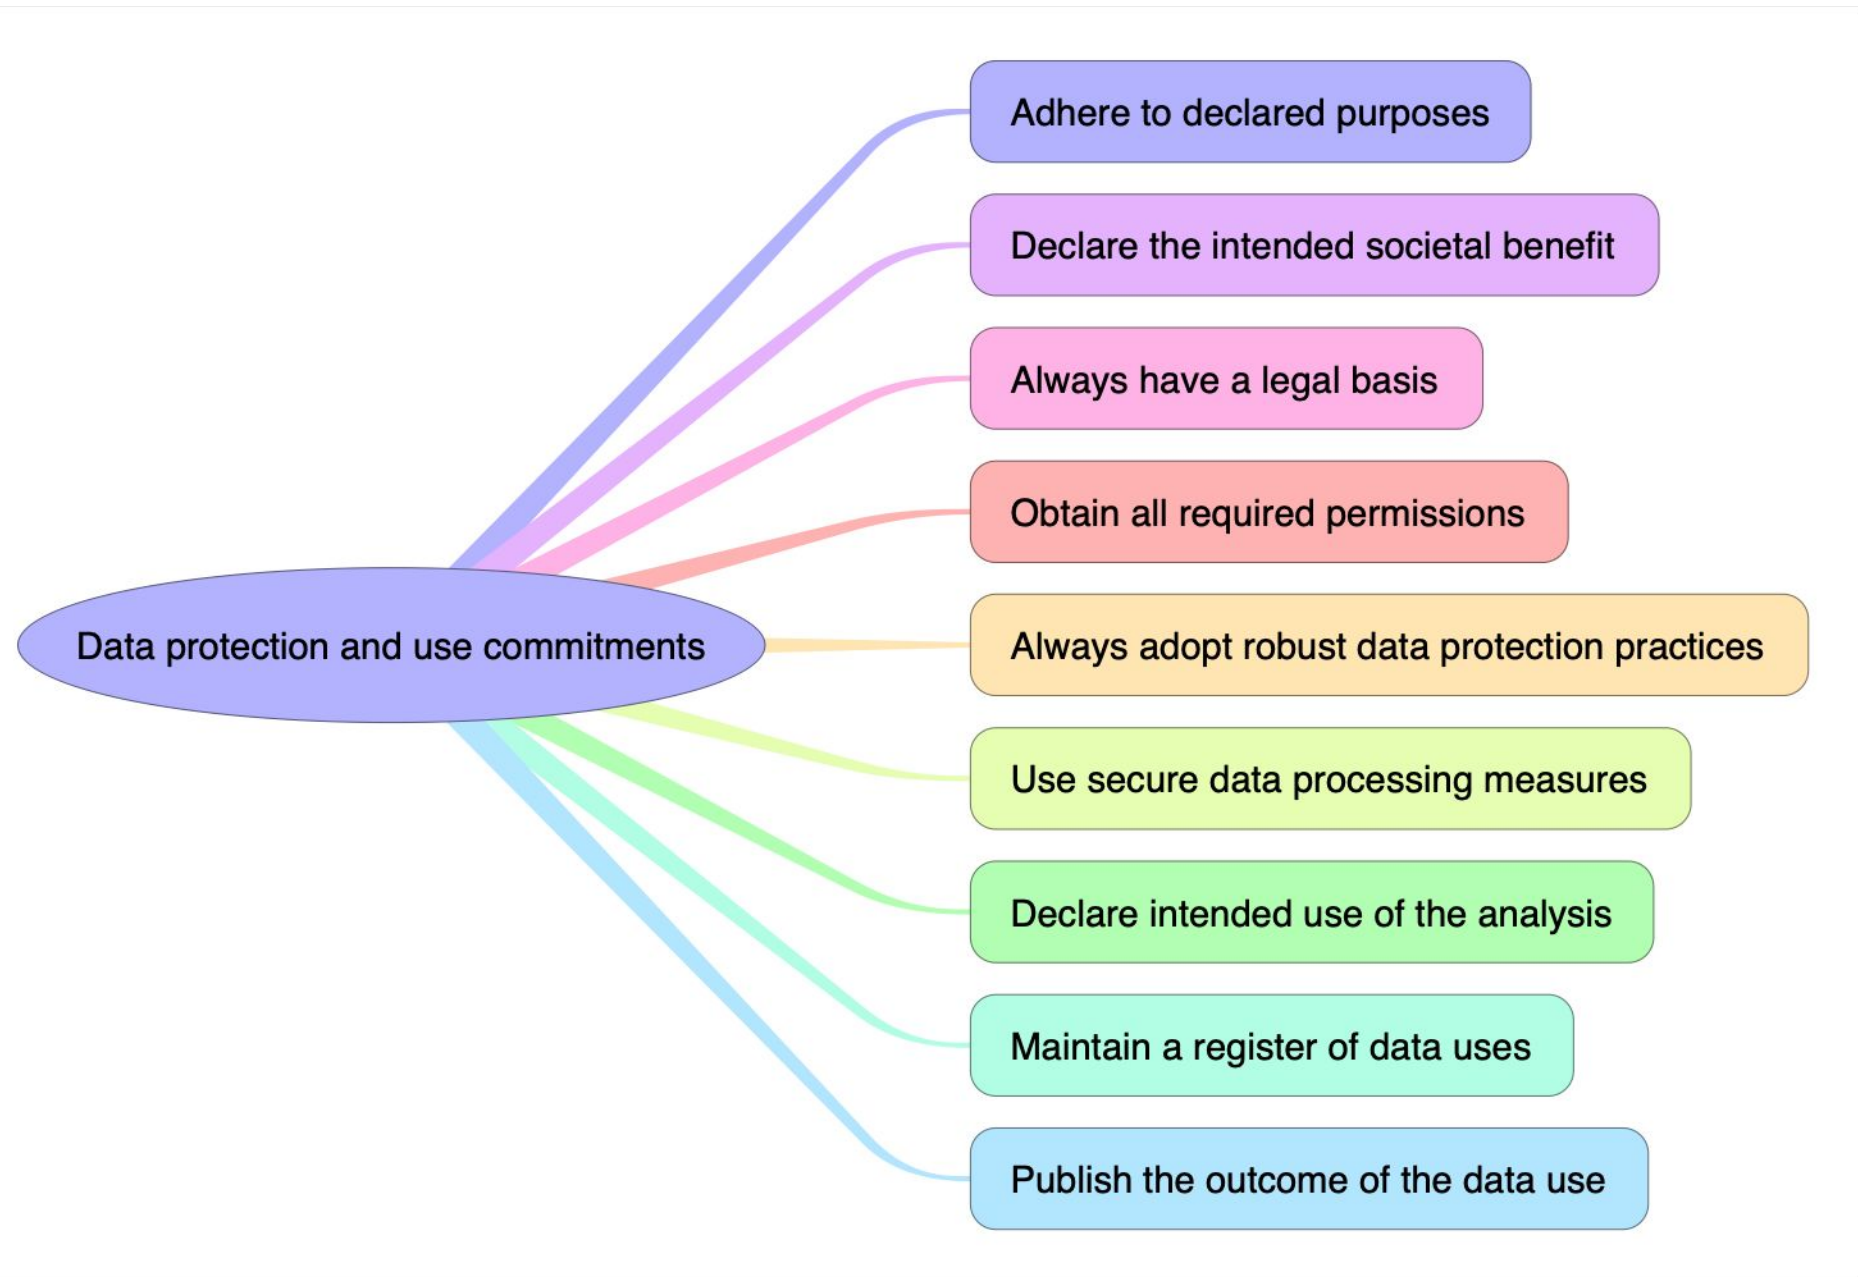 Adhere to declared purposes
Declare the intended societal benefit
Always have a legal basis
Obtain all required permissions
Data protection and use commitments
Always adopt robust data protection practices
Use secure data processing measures
Declare intended use of the analysis
Maintain a register of data uses
Publish the outcome of the data use